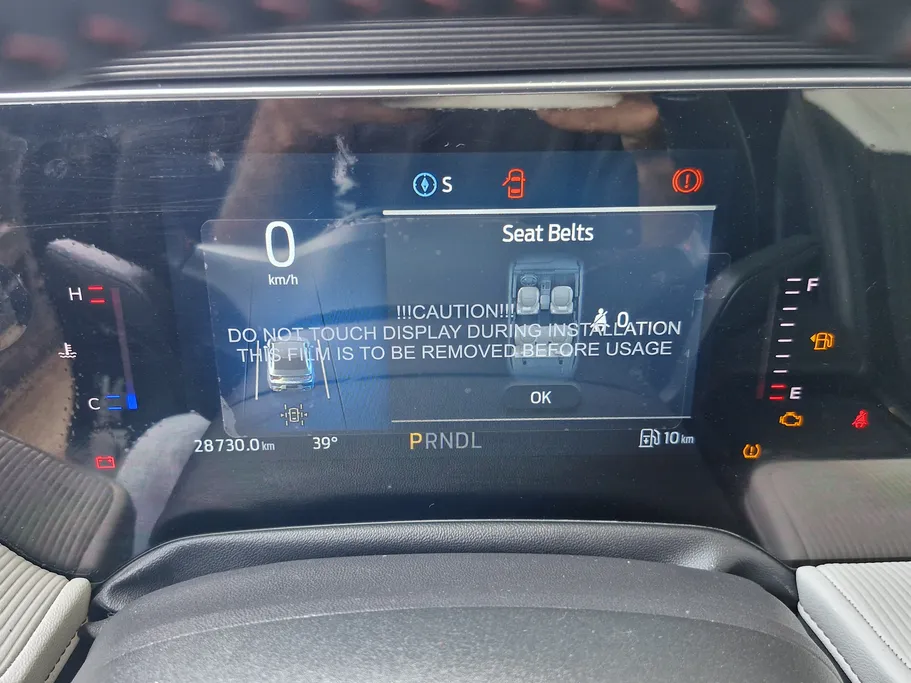 S
0
km/h
Seat Belts
!!!CAUTION!!!
DO NOT TOUCH DISPLAY DURING INSTALLATION
THIS FILM IS TO BE REMOVED BEFORE USAGE
0
OK
H
C
F
E
28730.0 km
39°
PRNDL
10 km